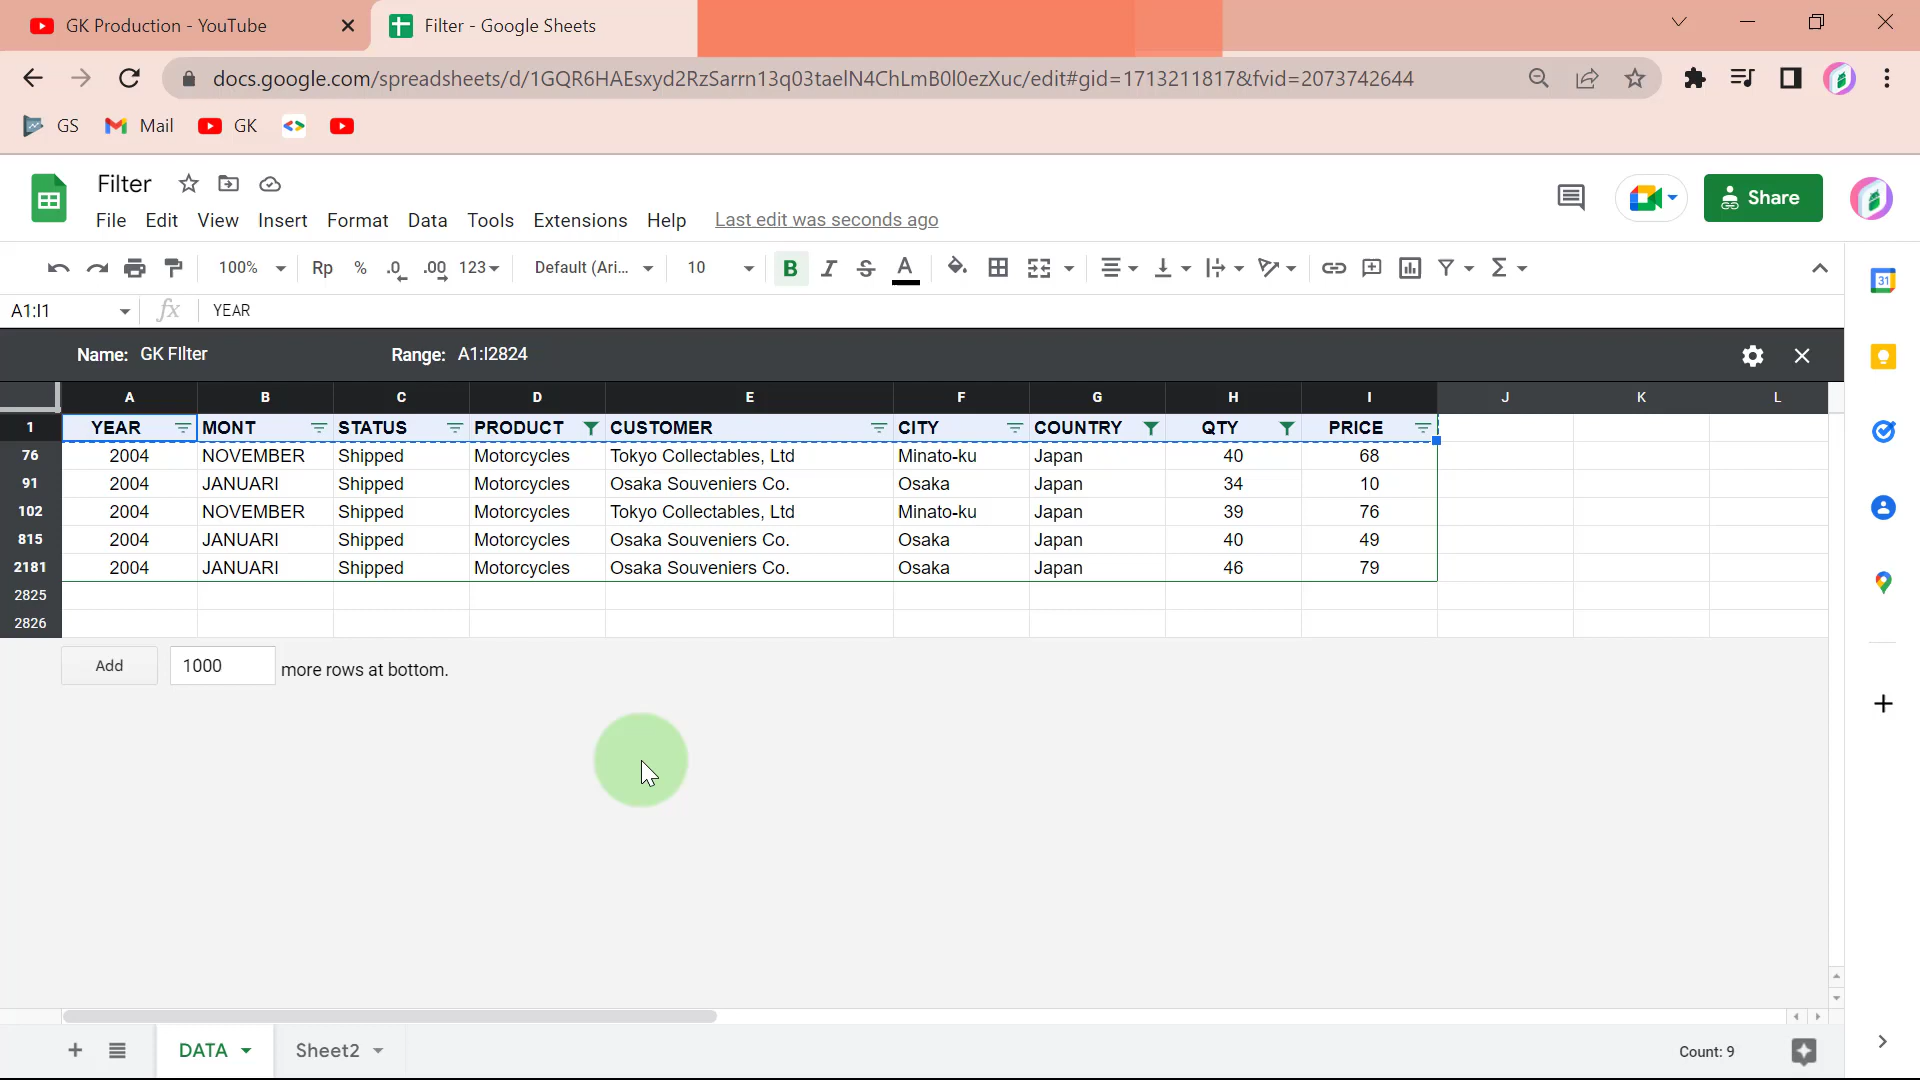 GK Production - YouTube
Filter - Google Sheets
docs.google.com/spreadsheets/d/1GQR6HAEsxyd2RzSarrn13q03taelN4ChLmB0l0ezXuc/edit#gid=1713211817&fvid=2073742644
GS Mail GK
Filter
File Edit View Insert Format Data Tools Extensions Help Last edit was seconds ago
Share
100% Rp % .0 .00 123 Default (Ari... 10 B I S A
A1:I1 fx YEAR
Name: GK FIlter Range: A1:I2824
A B C D E F G H I J K L
1 YEAR MONT STATUS PRODUCT CUSTOMER CITY COUNTRY QTY PRICE
76 2004 NOVEMBER Shipped Motorcycles Tokyo Collectables, Ltd Minato-ku Japan 40 68
91 2004 JANUARI Shipped Motorcycles Osaka Souveniers Co. Osaka Japan 34 10
102 2004 NOVEMBER Shipped Motorcycles Tokyo Collectables, Ltd Minato-ku Japan 39 76
815 2004 JANUARI Shipped Motorcycles Osaka Souveniers Co. Osaka Japan 40 49
2181 2004 JANUARI Shipped Motorcycles Osaka Souveniers Co. Osaka Japan 46 79
2825
2826
Add 1000 more rows at bottom.
31
DATA Sheet2
Count: 9